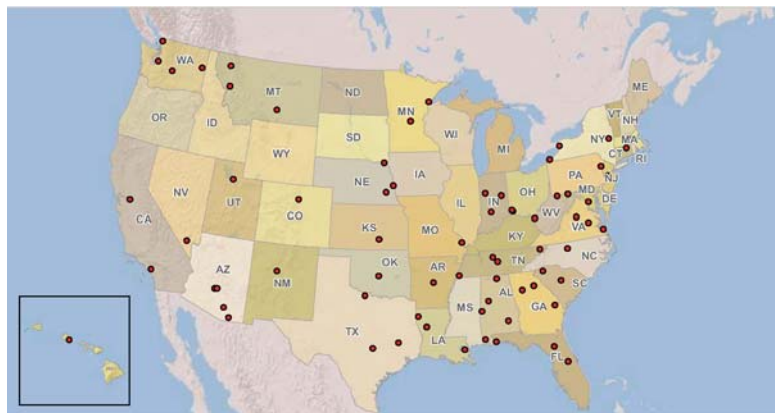 WA
MT
ND
MN
ME
VT
NH
OR
ID
SD
WJ
MI
NY
MA
CT
RI
WY
NE
IA
PA
NJ
NV
UT
CO
IL
IN
OH
MD
DE
CA
KS
MO
WV
VA
KY
AZ
NM
OK
AR
TN
NC
SC
TX
LA
MS
AL
GA
FL